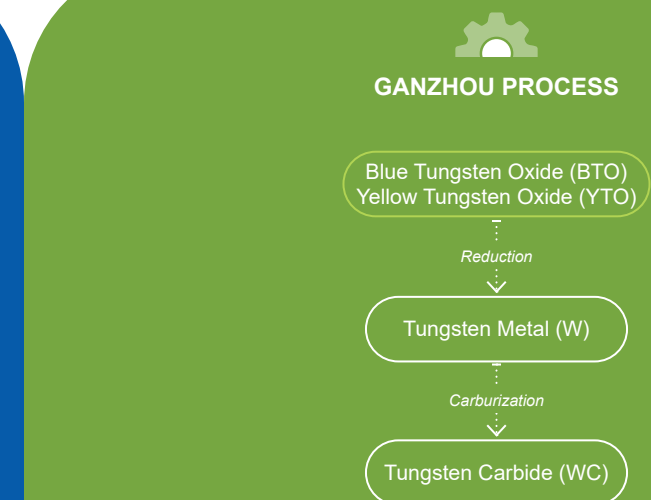 GANZHOU PROCESS
Blue Tungsten Oxide (BTO)
Yellow Tungsten Oxide (YTO)
Reduction
Tungsten Metal (W)
Carburization
Tungsten Carbide (WC)